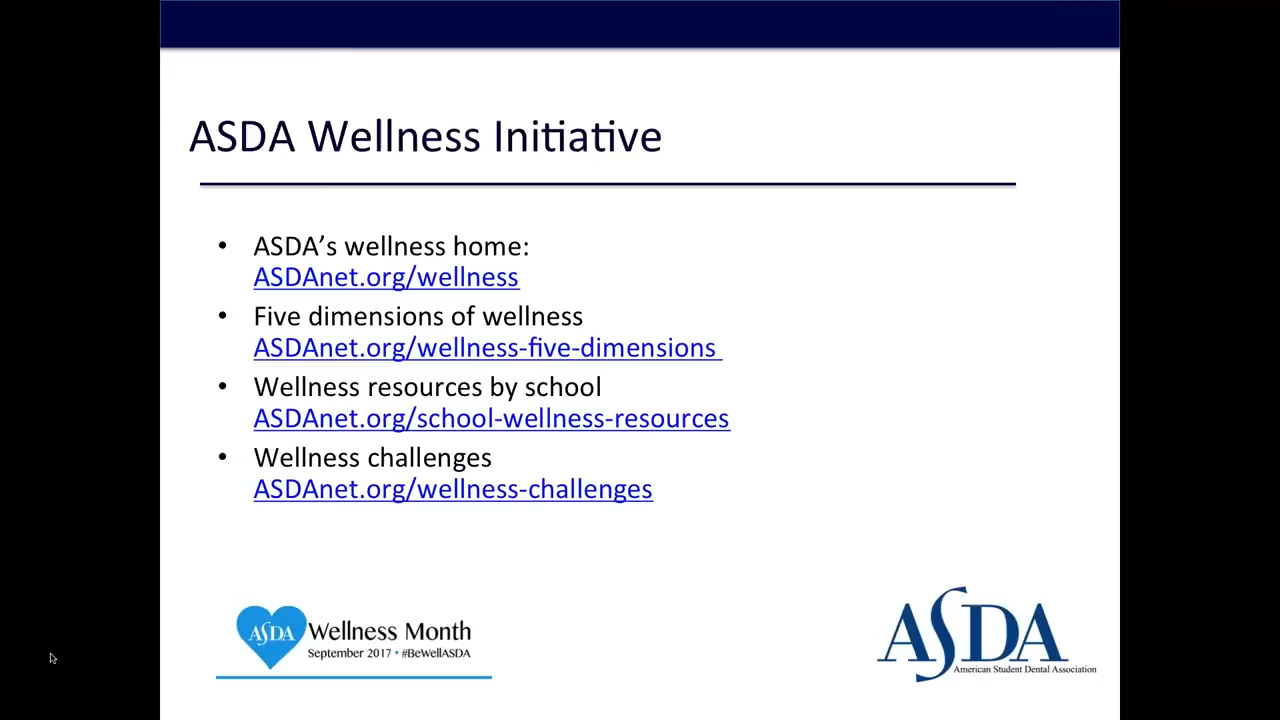 ASDA Wellness Initiative
• ASDA’s wellness home:
ASDAnet.org/wellness
• Five dimensions of wellness
ASDAnet.org/wellness-five-dimensions
• Wellness resources by school
ASDAnet.org/school-wellness-resources
• Wellness challenges
ASDAnet.org/wellness-challenges
ASDA Wellness Month
September 2017 • #BeWellASDA
ASDA
American Student Dental Association